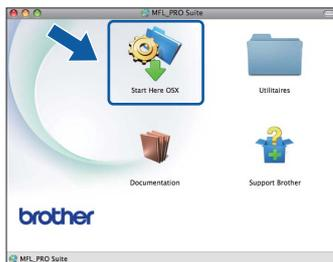 MFL_PRO Suite
Start Here OSX
Utilitaires
Documentation
Support Brother
brother
MFL_PRO Suite